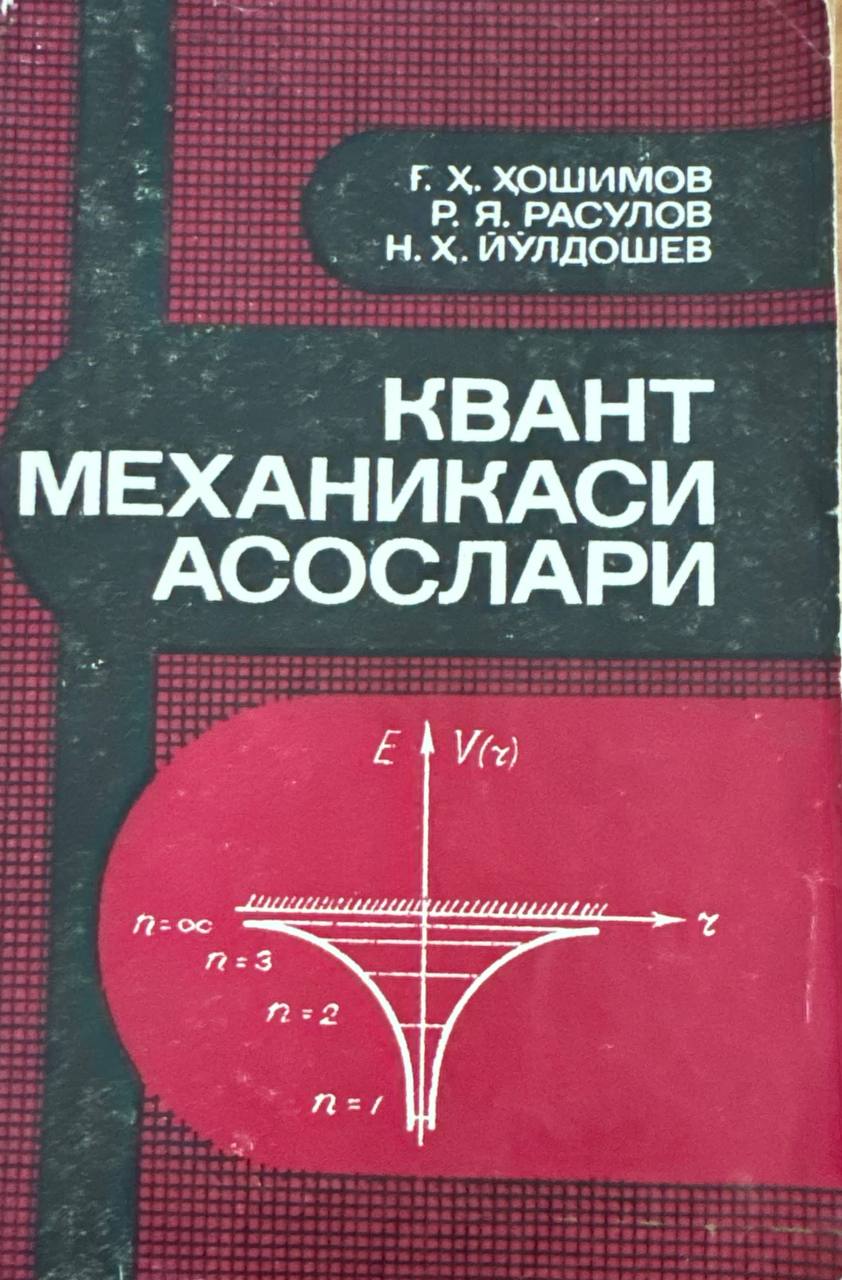 Ғ. Ҳ. ҲОШИМОВ
Р. Я. РАСУЛОВ
Н. Ҳ. ЙЎЛДОШЕВ
КВАНТ
МЕХАНИКАСИ
АСОСЛАРИ
E V(r)
n=∞ r
n=3
n=2
n=1